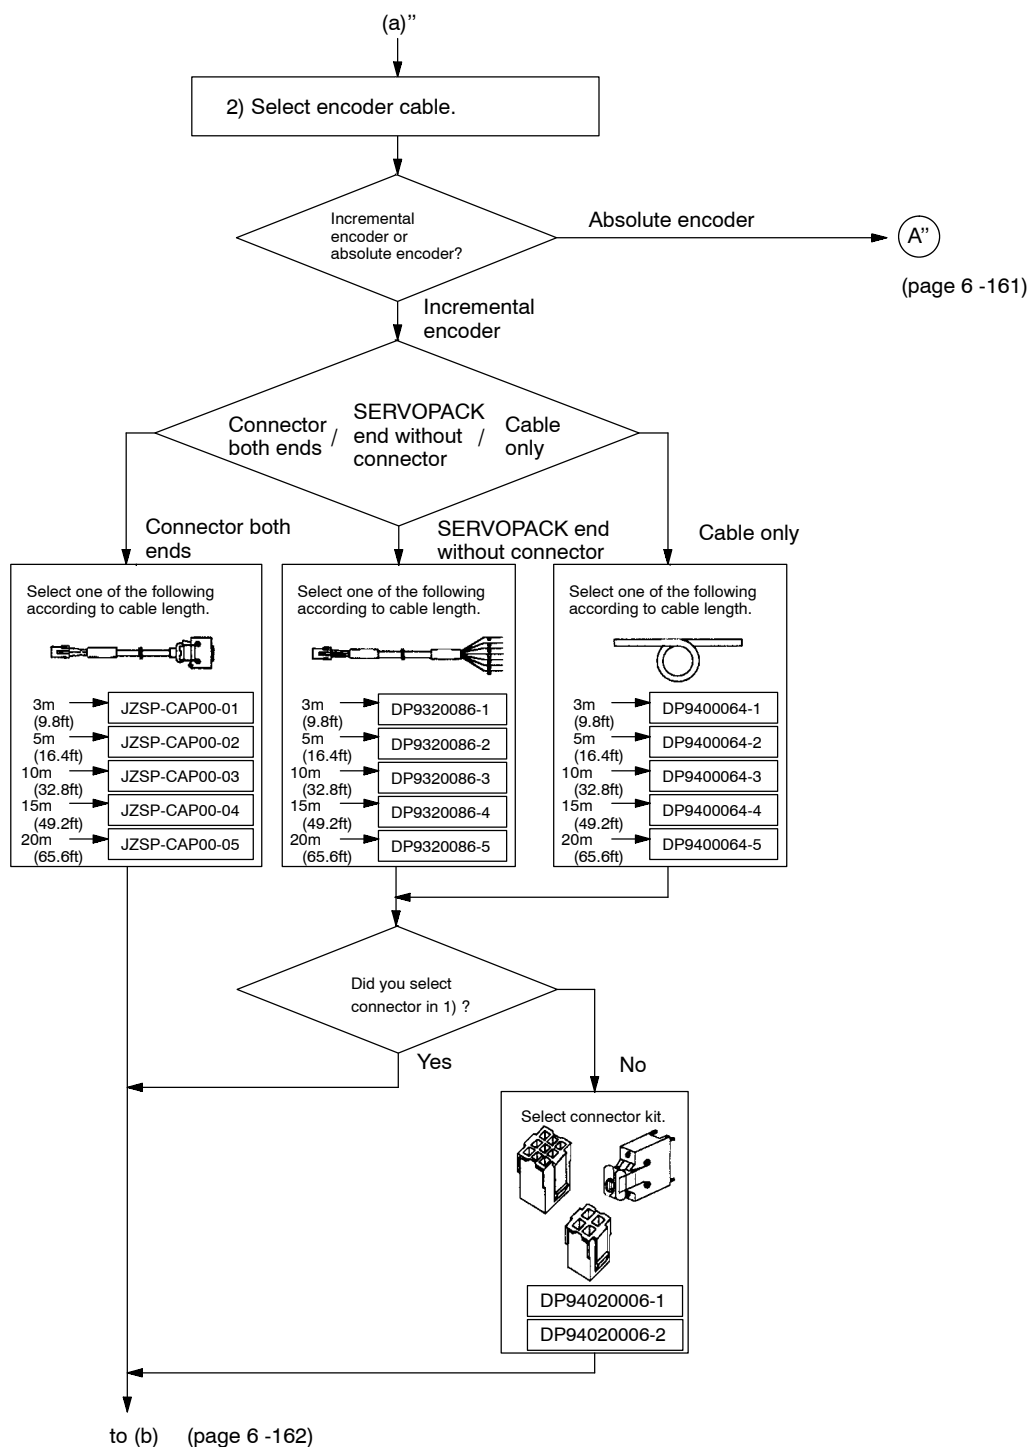 (a)’’
2) Select encoder cable.
Incremental
encoder or
absolute encoder?
Absolute encoder
A’’
(page 6 -161)
Incremental
encoder
Connector
both ends
/
SERVOPACK
end without
connector
/
Cable
only
Connector both
ends
SERVOPACK end
without connector
Cable only
Select one of the following
according to cable length.
3m
(9.8ft)
JZSP-CAP00-01
5m
(16.4ft)
JZSP-CAP00-02
10m
(32.8ft)
JZSP-CAP00-03
15m
(49.2ft)
JZSP-CAP00-04
20m
(65.6ft)
JZSP-CAP00-05
Select one of the following
according to cable length.
3m
(9.8ft)
DP9320086-1
5m
(16.4ft)
DP9320086-2
10m
(32.8ft)
DP9320086-3
15m
(49.2ft)
DP9320086-4
20m
(65.6ft)
DP9320086-5
Select one of the following
according to cable length.
3m
(9.8ft)
DP9400064-1
5m
(16.4ft)
DP9400064-2
10m
(32.8ft)
DP9400064-3
15m
(49.2ft)
DP9400064-4
20m
(65.6ft)
DP9400064-5
Did you select
connector in 1) ?
Yes
No
Select connector kit.
DP94020006-1
DP94020006-2
to (b) (page 6 -162)